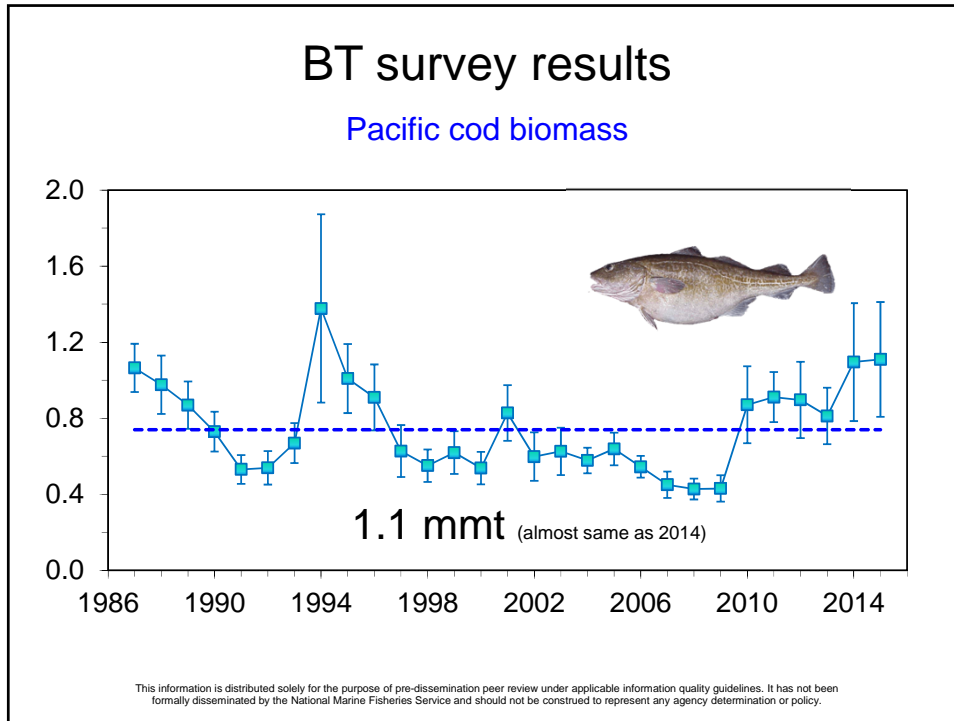 BT survey results
Pacific cod biomass
2.0
1.6
1.2
0.8
0.4
0.0
1.1 mmt (almost same as 2014)
1986 1990 1994 1998 2002 2006 2010 2014
This information is distributed solely for the purpose of pre-dissemination peer review under applicable information quality guidelines. It has not been
formally disseminated by the National Marine Fisheries Service and should not be construed to represent any agency determination or policy.